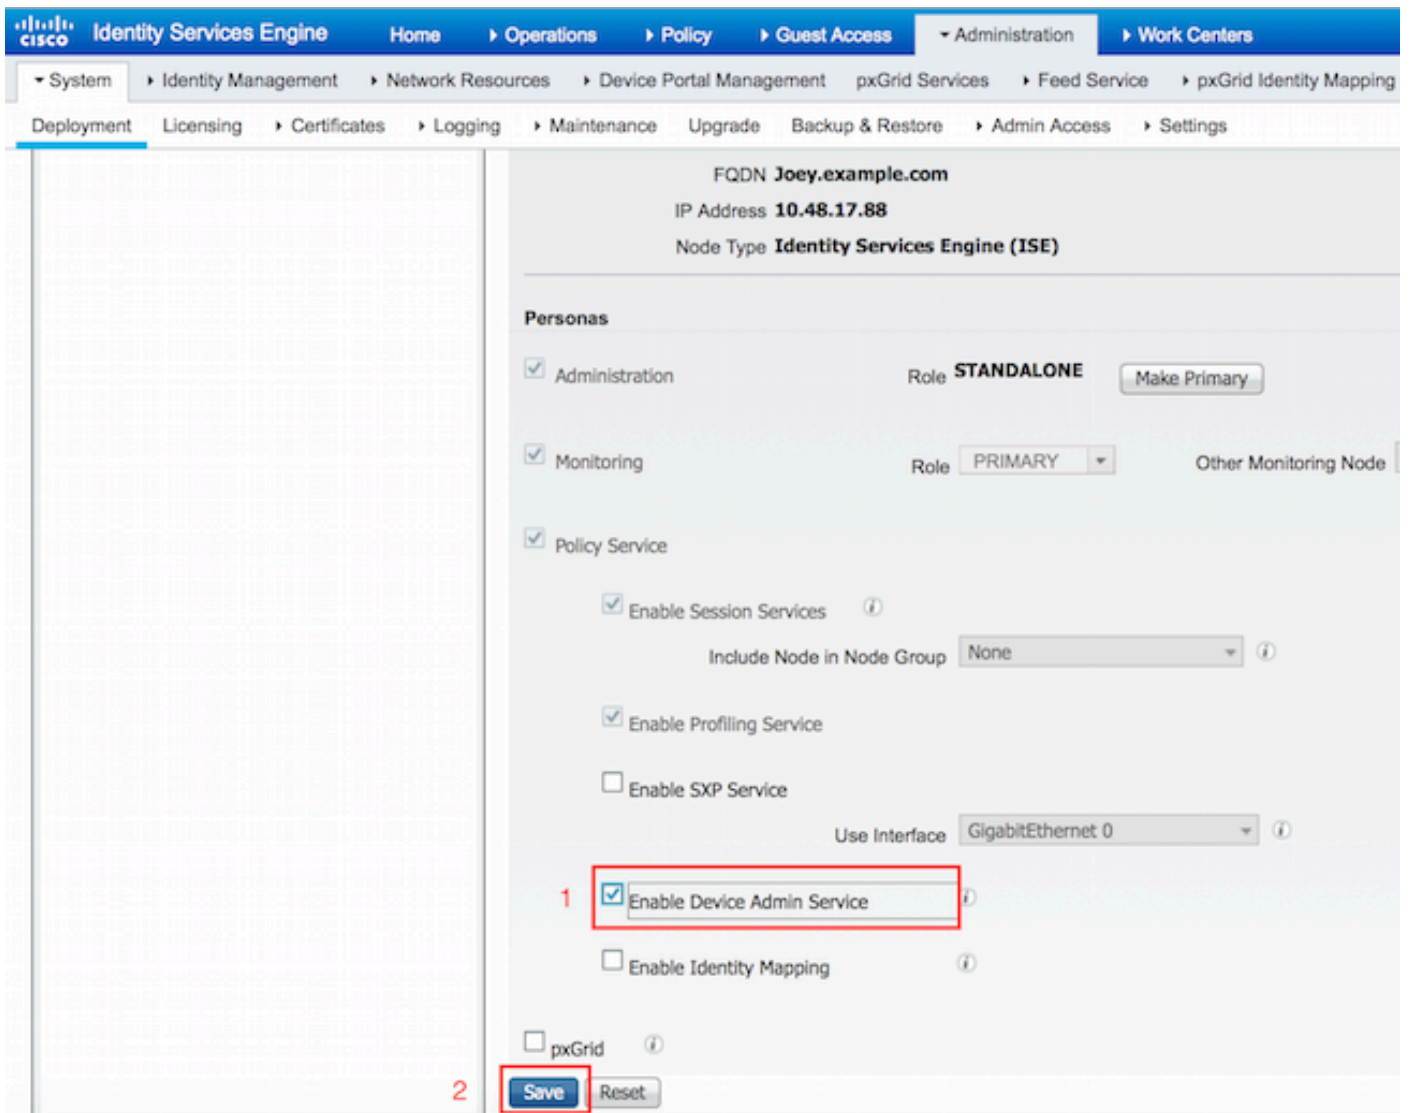 CISCO Identity Services Engine Home Operations Policy Guest Access Administration Work Centers
System Identity Management Network Resources Device Portal Management pxGrid Services Feed Service pxGrid Identity Mapping
Deployment Licensing Certificates Logging Maintenance Upgrade Backup & Restore Admin Access Settings
FQDN Joey.example.com
IP Address 10.48.17.88
Node Type Identity Services Engine (ISE)
Personas
Administration Role STANDALONE Make Primary
Monitoring Role PRIMARY Other Monitoring Node
Policy Service
Enable Session Services
Include Node in Node Group None
Enable Profiling Service
Enable SXP Service
Use Interface GigabitEthernet 0
1 Enable Device Admin Service
Enable Identity Mapping
pxGrid
2 Save Reset